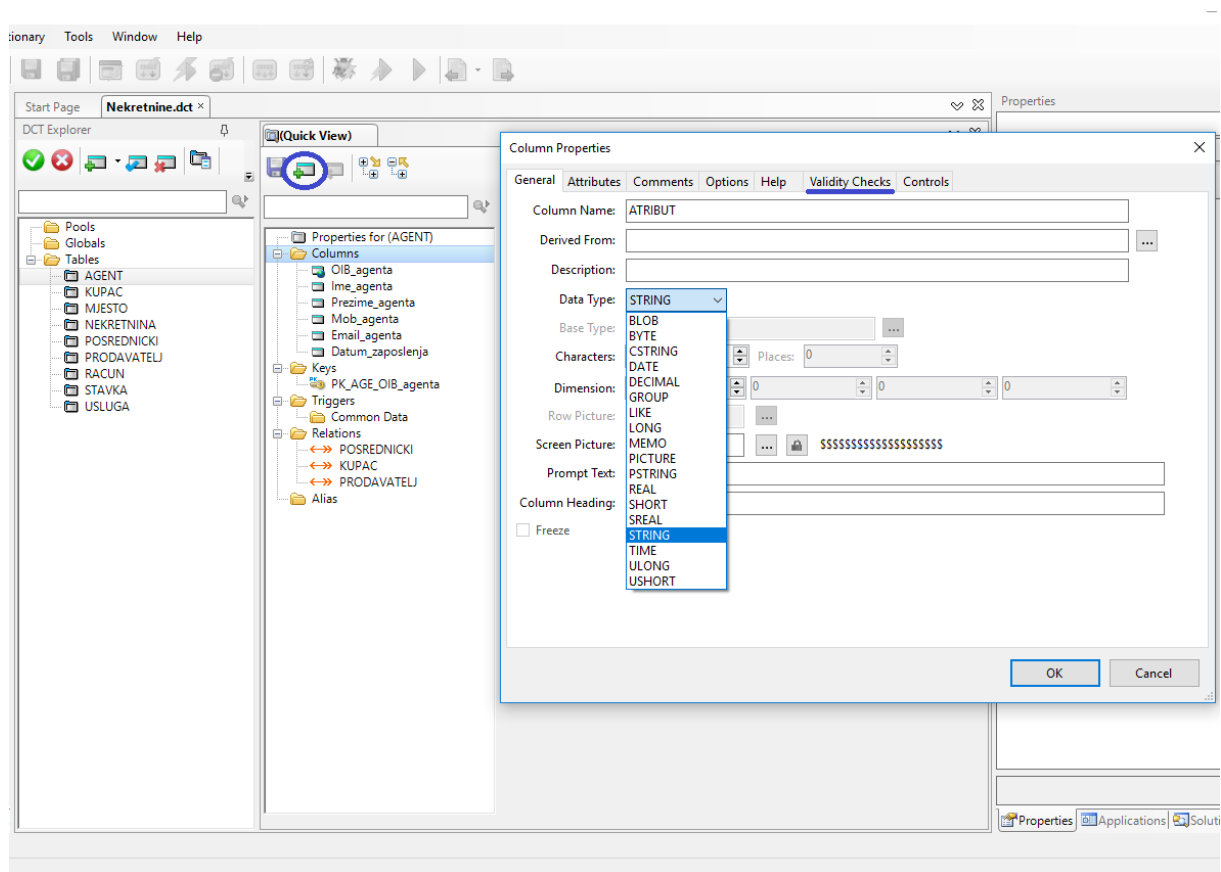 tionary Tools Window Help
Start Page Nekretnine.dct ×
DCT Explorer
Pools
Globals
Tables
AGENT
KUPAC
MJESTO
NEKRETNINA
POSREDNICKI
PRODAVATELJ
RACUN
STAVKA
USLUGA
(Quick View)
Properties for (AGENT)
Columns
OIB_agenta
Ime_agenta
Prezime_agenta
Mob_agenta
Email_agenta
Datum_zaposlenja
Keys
PK_AGE_OIB_agenta
Triggers
Common Data
Relations
POSREDNICKI
KUPAC
PRODAVATELJ
Alias
Column Properties
General Attributes Comments Options Help Validity Checks Controls
Column Name: ATRIBUT
Derived From: ...
Description:
Data Type: STRING
BLOB
BYTE
CSTRING
DATE
DECIMAL
GROUP
LIKE
LONG
MEMO
PICTURE
PSTRING
REAL
SHORT
SREAL
STRING
TIME
ULONG
USHORT
Base Type: ...
Characters: Places: 0
Dimension: 0 0 0
Row Picture: ...
Screen Picture: ... $$$$$$$$$$$$$$$$$$$$
Prompt Text:
Column Heading:
Freeze
OK Cancel
Properties
Properties Applications Soluti